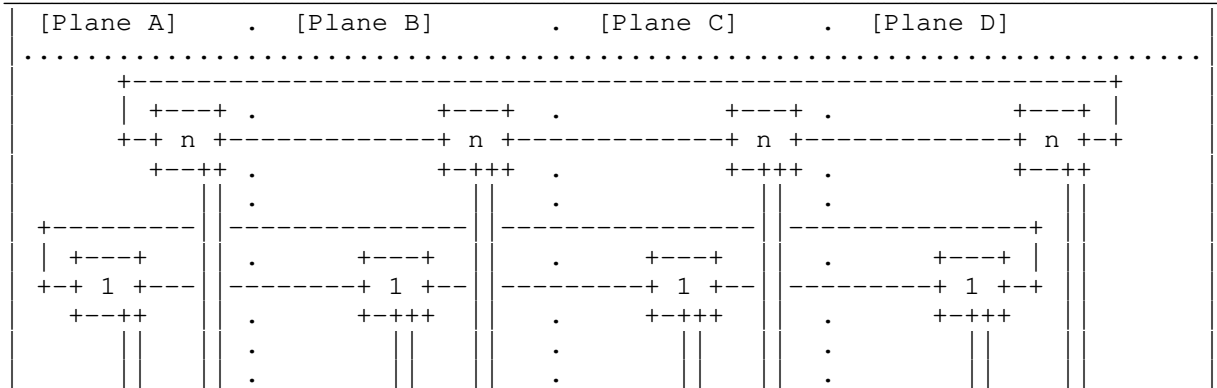 [Plane A] . [Plane B] . [Plane C] . [Plane D]
..........................................................................
+-------------------------------------------------------------+
| +---+ . +---+ . +---+ . +---+ |
+-+ n +--------------+ n +--------------+ n +-------------+ n +-+
+--++ . +-+++ . +-+++ . +--++
|| . || . || . ||
+---------||---------------||----------------||---------------+ ||
| +---+ || . +---+ || . +---+ || . +---+ | ||
+-+ 1 +---||--------+ 1 +--||---------+ 1 +--||---------+ 1 +-+ ||
+--++ || . +-+++ || . +-+++ || . +-+++ ||
|| || . || || . || || . || ||
|| || . || || . || || . || ||